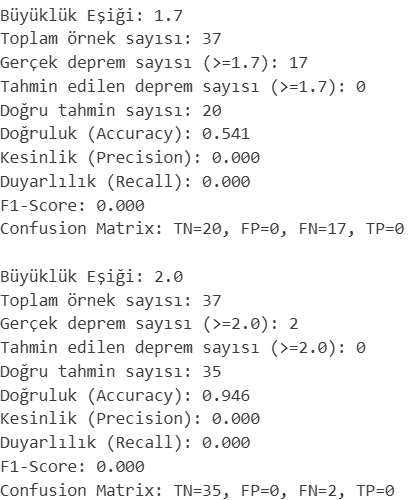 Büyüklük Eşiği: 1.7
Toplam örnek sayısı: 37
Gerçek deprem sayısı (>=1.7): 17
Tahmin edilen deprem sayısı (>=1.7): 0
Doğru tahmin sayısı: 20
Doğruluk (Accuracy): 0.541
Kesinlik (Precision): 0.000
Duyarlılık (Recall): 0.000
F1-Score: 0.000
Confusion Matrix: TN=20, FP=0, FN=17, TP=0

Büyüklük Eşiği: 2.0
Toplam örnek sayısı: 37
Gerçek deprem sayısı (>=2.0): 2
Tahmin edilen deprem sayısı (>=2.0): 0
Doğru tahmin sayısı: 35
Doğruluk (Accuracy): 0.946
Kesinlik (Precision): 0.000
Duyarlılık (Recall): 0.000
F1-Score: 0.000
Confusion Matrix: TN=35, FP=0, FN=2, TP=0